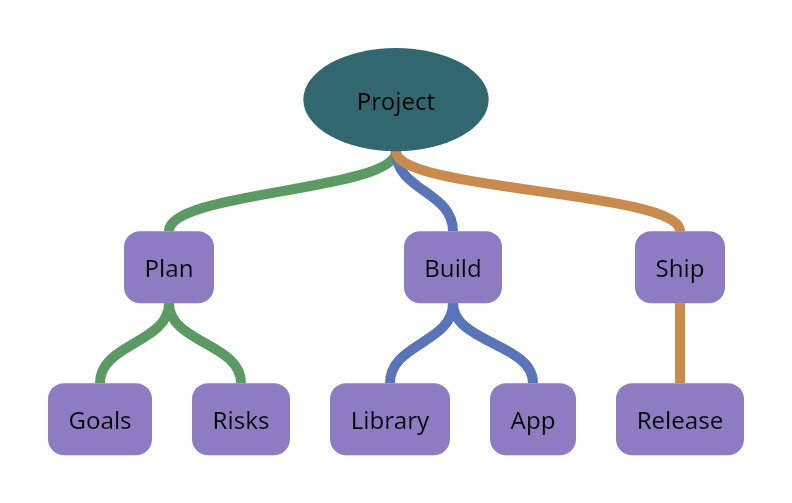 Project
Plan
Build
Ship
Goals
Risks
Library
App
Release